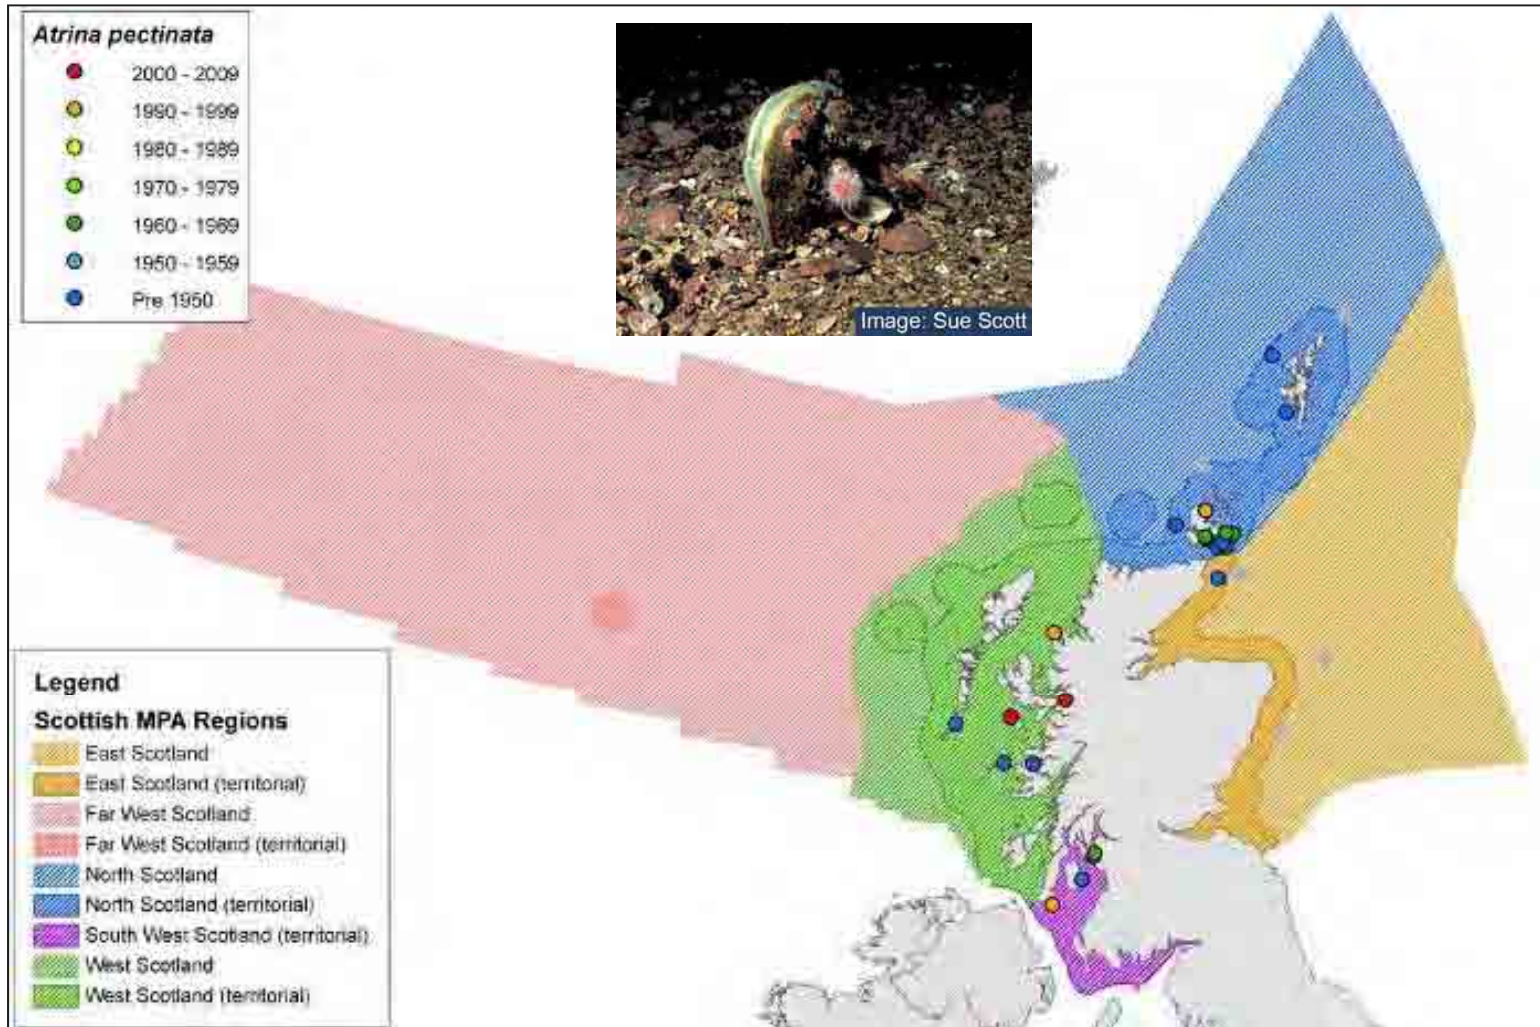 Atrina pectinata
2000 - 2009
1990 - 1999
1980 - 1989
1970 - 1979
1960 - 1969
1950 - 1959
Pre 1950
Image: Sue Scott
Legend
Scottish MPA Regions
East Scotland
East Scotland (territorial)
Far West Scotland
Far West Scotland (territorial)
North Scotland
North Scotland (territorial)
South West Scotland (territorial)
West Scotland
West Scotland (territorial)